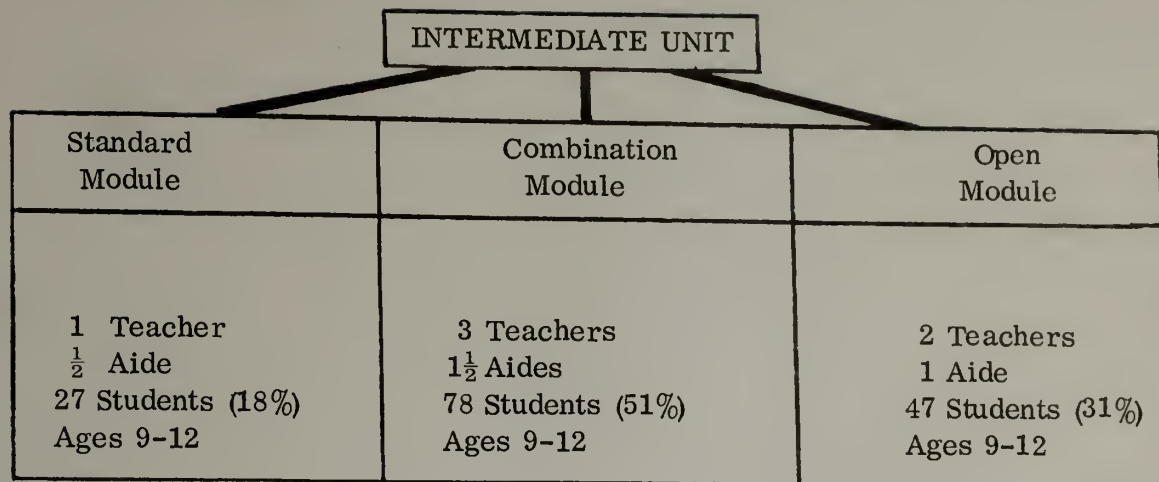 INTERMEDIATE UNIT
Standard
Module
Combination
Module
Open
Module
1 Teacher
½ Aide
27 Students (18%)
Ages 9-12
3 Teachers
1½ Aides
78 Students (51%)
Ages 9-12
2 Teachers
1 Aide
47 Students (31%)
Ages 9-12